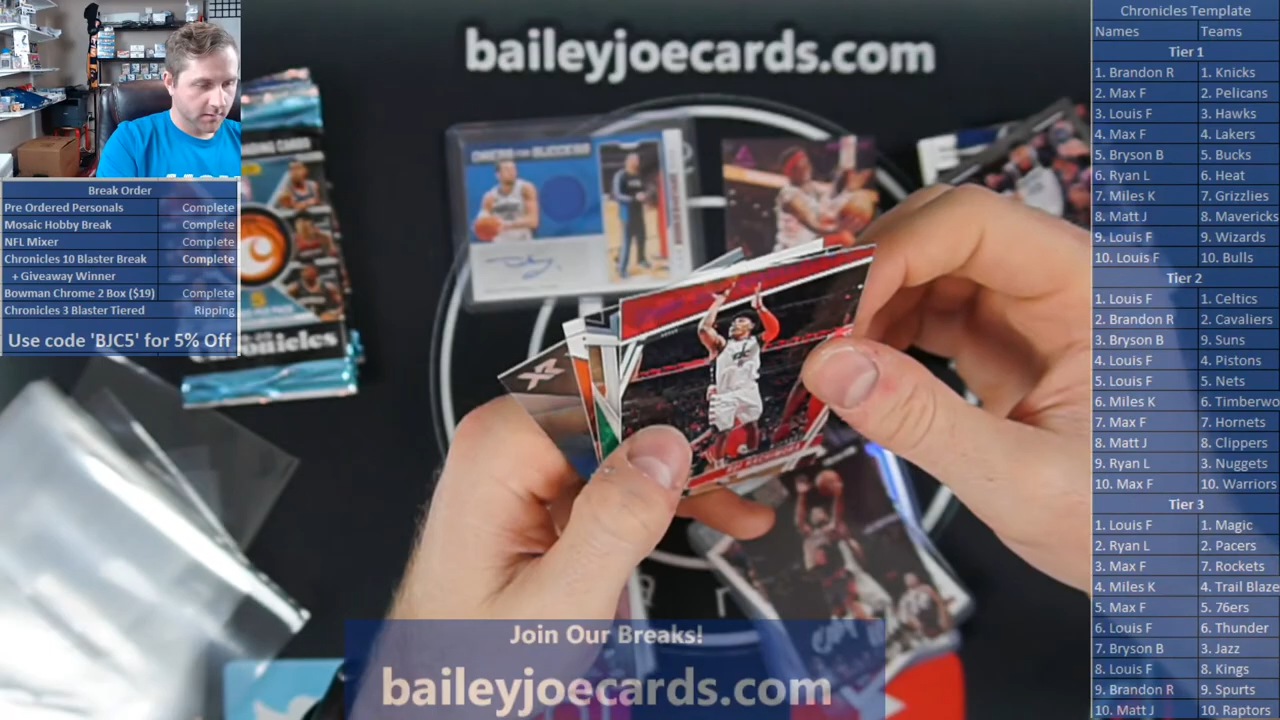 baileyjoecards.com
Break Order
Pre Ordered Personals Complete
Mosaic Hobby Break Complete
NFL Mixer Complete
Chronicles 10 Blaster Break Complete
+ Giveaway Winner
Bowman Chrome 2 Box ($19) Complete
Chronicles 3 Blaster Tiered Ripping
Use code 'BJC5' for 5% Off
DRESS FOR SUCCESS
XR
Join Our Breaks!
baileyjoecards.com
Chronicles Template
Names Teams
Tier 1
1. Brandon R 1. Knicks
2. Max F 2. Pelicans
3. Louis F 3. Hawks
4. Max F 4. Lakers
5. Bryson B 5. Bucks
6. Ryan L 6. Heat
7. Miles K 7. Grizzlies
8. Matt J 8. Mavericks
9. Louis F 9. Wizards
10. Louis F 10. Bulls
Tier 2
1. Louis F 1. Celtics
2. Brandon R 2. Cavaliers
3. Bryson B 9. Suns
4. Louis F 4. Pistons
5. Louis F 5. Nets
6. Miles K 6. Timberwo
7. Max F 7. Hornets
8. Matt J 8. Clippers
9. Ryan L 3. Nuggets
10. Max F 10. Warriors
Tier 3
1. Louis F 1. Magic
2. Ryan L 2. Pacers
3. Max F 7. Rockets
4. Miles K 4. Trail Blaze
5. Max F 5. 76ers
6. Louis F 6. Thunder
7. Bryson B 3. Jazz
8. Louis F 8. Kings
9. Brandon R 9. Spurts
10. Matt J 10. Raptors